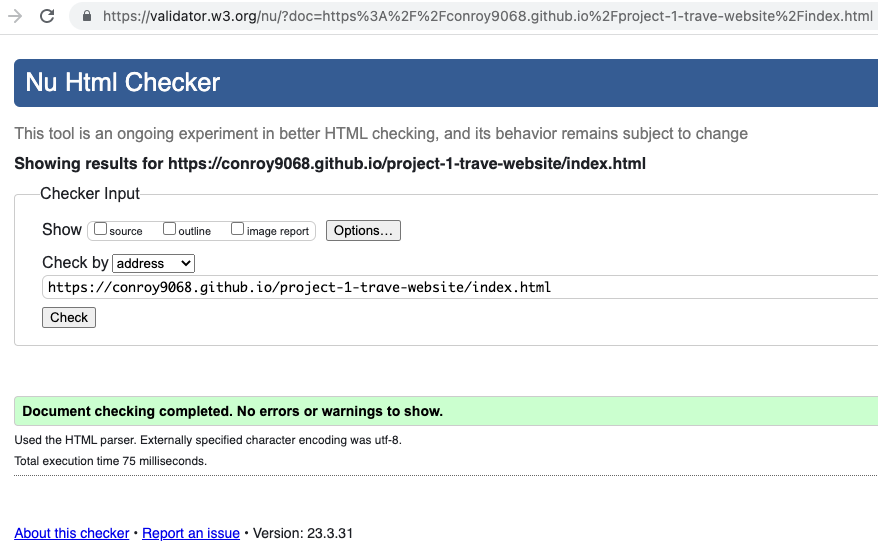 https://validator.w3.org/nu/?doc=https%3A%2F%2Fconroy9068.github.io%2Fproject-1-trave-website%2Findex.html
Nu Html Checker
This tool is an ongoing experiment in better HTML checking, and its behavior remains subject to change
Showing results for https://conroy9068.github.io/project-1-trave-website/index.html
Checker Input
Show source outline image report Options...
Check by address
https://conroy9068.github.io/project-1-trave-website/index.html
Check
Document checking completed. No errors or warnings to show.
Used the HTML parser. Externally specified character encoding was utf-8.
Total execution time 75 milliseconds.
About this checker • Report an issue • Version: 23.3.31